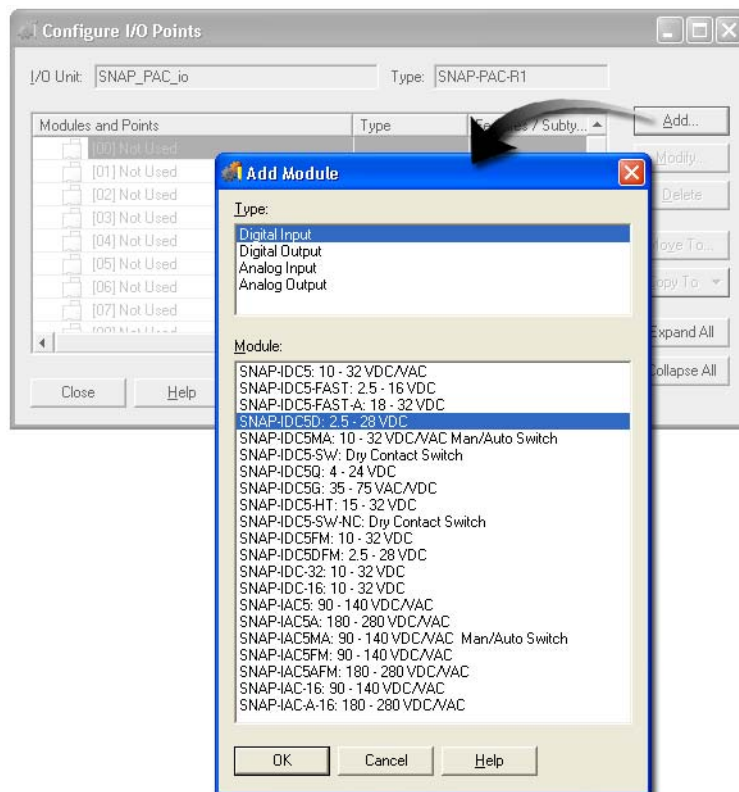 Configure I/O Points
I/O Unit: SNAP_PAC_io Type: SNAP-PAC-R1
Modules and Points Type Features / Subty...
[00] Not Used
[01] Not Used
[02] Not Used
[03] Not Used
[04] Not Used
[05] Not Used
[06] Not Used
[07] Not Used
[08] Not Used
Close Help
Add...
Modify...
Delete
Move To...
Copy To
Expand All
Collapse All
Add Module
Type:
Digital Input
Digital Output
Analog Input
Analog Output
Module:
SNAP-IDC5: 10 - 32 VDC/VAC
SNAP-IDC5-FAST: 2.5 - 16 VDC
SNAP-IDC5-FAST-A: 18 - 32 VDC
SNAP-IDC5D: 2.5 - 28 VDC
SNAP-IDC5MA: 10 - 32 VDC/VAC Man/Auto Switch
SNAP-IDC5-SW: Dry Contact Switch
SNAP-IDC5Q: 4 - 24 VDC
SNAP-IDC5G: 35 - 75 VAC/VDC
SNAP-IDC5-HT: 15 - 32 VDC
SNAP-IDC5-SW-NC: Dry Contact Switch
SNAP-IDC5FM: 10 - 32 VDC
SNAP-IDC5DFM: 2.5 - 28 VDC
SNAP-IDC-32: 10 - 32 VDC
SNAP-IDC-16: 10 - 32 VDC
SNAP-IAC5: 90 - 140 VDC/VAC
SNAP-IAC5A: 180 - 280 VDC/VAC
SNAP-IAC5MA: 90 - 140 VDC/VAC Man/Auto Switch
SNAP-IAC5FM: 90 - 140 VDC/VAC
SNAP-IAC5AFM: 180 - 280 VDC/VAC
SNAP-IAC-16: 90 - 140 VDC/VAC
SNAP-IAC-A-16: 180 - 280 VDC/VAC
OK Cancel Help